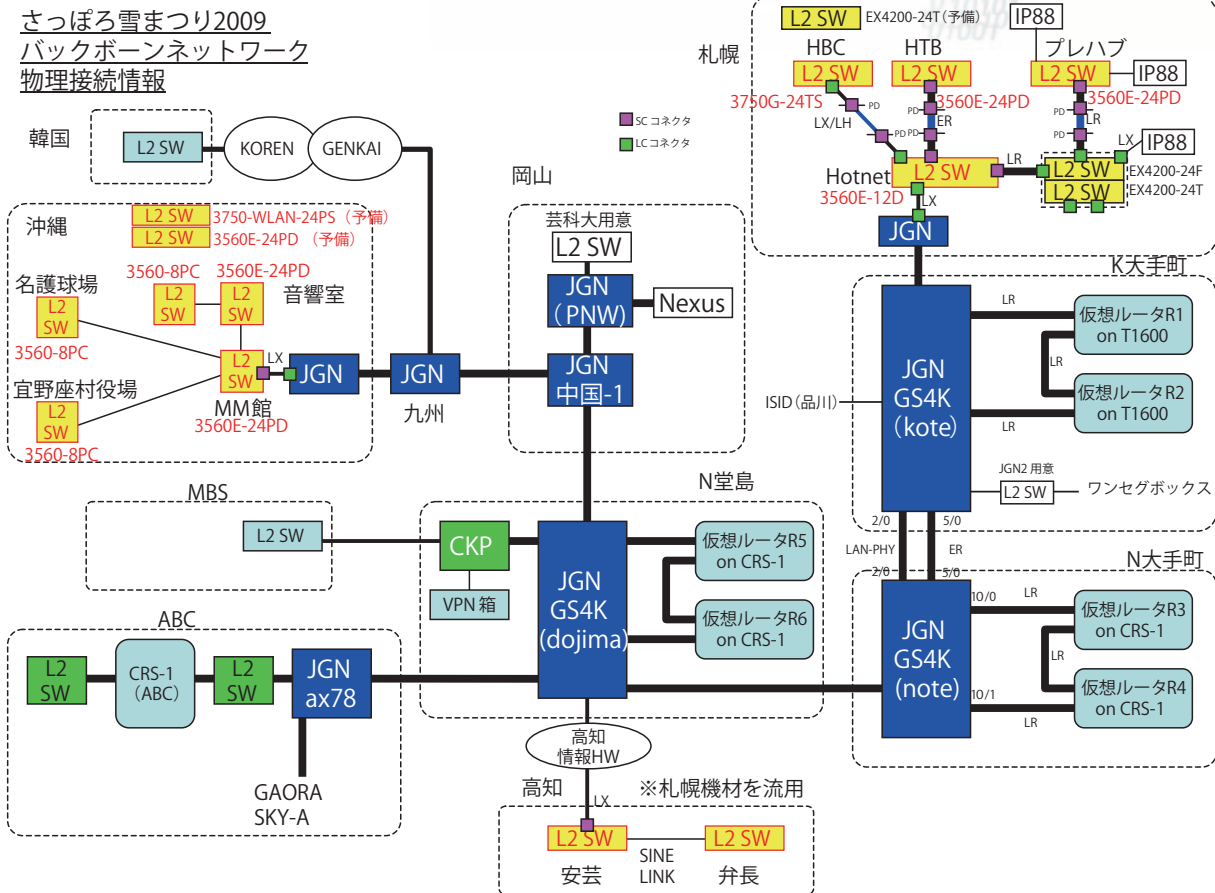 さっぽろ雪まつり2009
バックボーンネットワーク
物理接続情報
SCコネクタ
LCコネクタ
札幌
L2 SW
EX4200-24T(予備)
IP88
HBC
HTB
プレハブ
L2 SW
L2 SW
L2 SW
IP88
3750G-24TS
3560E-24PD
3560E-24PD
PD
LX/LH
PD
PD
ER
PD
PD
LR
PD
LX
IP88
Hotnet
L2 SW
3560E-12D
LR
L2 SW
EX4200-24F
L2 SW
EX4200-24T
LX
JGN
韓国
L2 SW
KOREN
GENKAI
沖縄
L2 SW
3750-WLAN-24PS(予備)
L2 SW
3560E-24PD (予備)
3560-8PC
3560E-24PD
名護球場
L2
SW
L2
SW
音響室
L2
SW
3560-8PC
宜野座村役場
L2
SW
LX
JGN
MM館
3560E-24PD
L2
SW
3560-8PC
JGN
九州
岡山
芸科大用意
L2 SW
JGN
(PNW)
Nexus
JGN
中国-1
K大手町
JGN
GS4K
(kote)
LR
仮想ルータR1
on T1600
LR
仮想ルータR2
on T1600
LR
ISID(品川)
JGN2 用意
L2 SW
ワンセグボックス
2/0
5/0
LAN-PHY
ER
2/0
5/0
N大手町
JGN
GS4K
(note)
10/0
LR
仮想ルータR3
on CRS-1
LR
仮想ルータR4
on CRS-1
10/1
LR
MBS
L2 SW
N堂島
CKP
VPN 箱
JGN
GS4K
(dojima)
仮想ルータR5
on CRS-1
仮想ルータR6
on CRS-1
ABC
L2
SW
CRS-1
(ABC)
L2
SW
JGN
ax78
GAORA
SKY-A
高知
情報HW
高知
※札幌機材を流用
LX
L2 SW
SINE
LINK
L2 SW
安芸
弁長